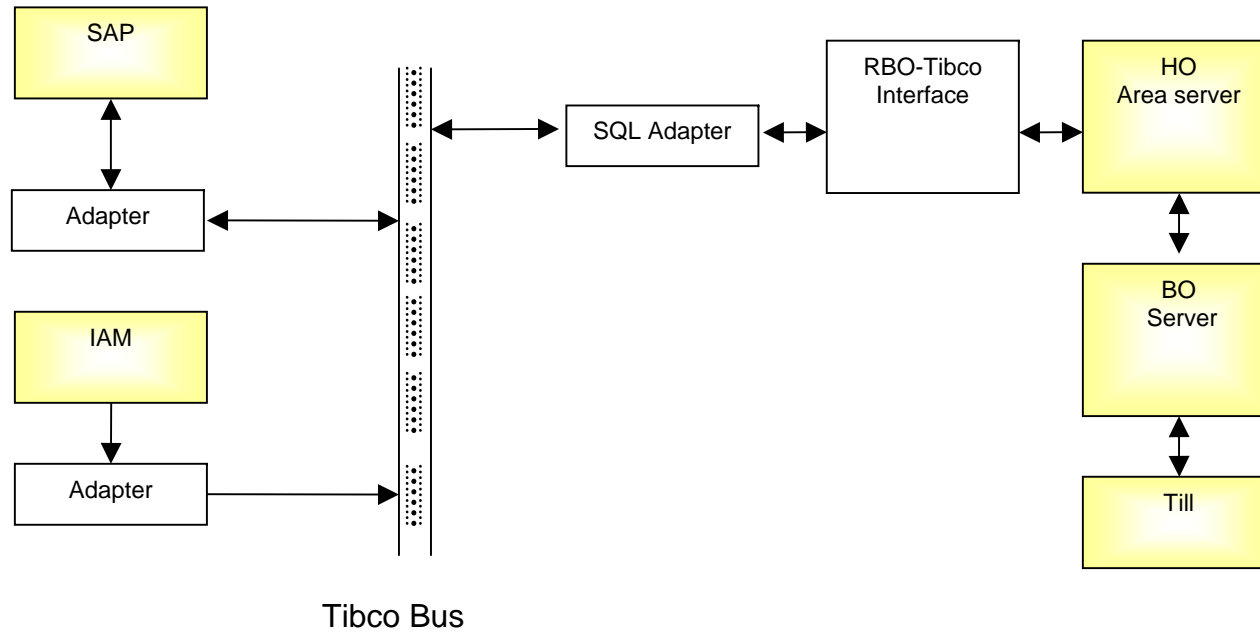 SAP
Adapter
IAM
Adapter
Tibco Bus
SQL Adapter
RBO-Tibco
Interface
HO
Area server
BO
Server
Till